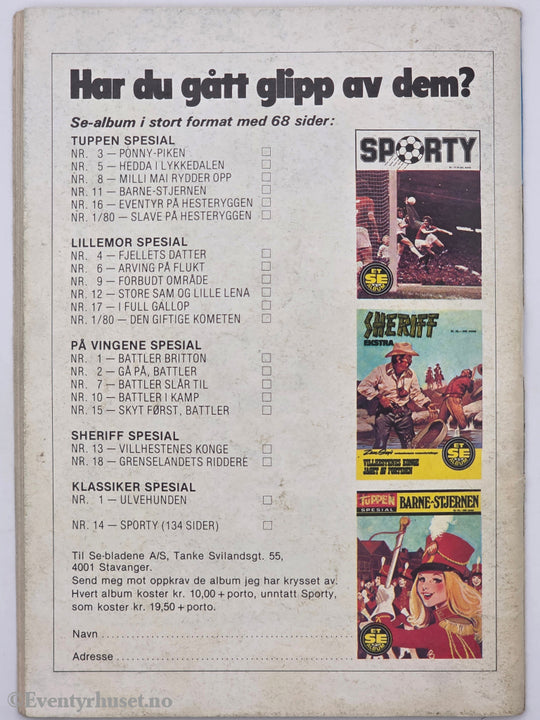 Har du gått glipp av dem?
Se-album i stort format med 68 sider:
TUPPEN SPESIAL
NR. 3 — PONNY-PIKEN
NR. 5 — HEDDA I LYKKEDALEN
NR. 8 — MILLI MAI RYDDER OPP
NR. 11 — BARNE-STJERNEN
NR. 16 — EVENTYR PÅ HESTERYGGEN
NR. 1/80 — SLAVE PÅ HESTERYGGEN
LILLEMOR SPESIAL
NR. 4 — FJELLETS DATTER
NR. 6 — ARVING PÅ FLUKT
NR. 9 — FORBUDT OMRÅDE
NR. 12 — STORE SAM OG LILLE LENA
NR. 17 — I FULL GALLOP
NR. 1/80 — DEN GIFTIGE KOMETEN
PÅ VINGENE SPESIAL
NR. 1 — BATTLER BRITTON
NR. 2 — GÅ PÅ, BATTLER
NR. 7 — BATTLER SLÅR TIL
NR. 10 — BATTLER I KAMP
NR. 15 — SKYT FØRST, BATTLER
SHERIFF SPESIAL
NR. 13 — VILLHESTENES KONGE
NR. 18 — GRENSELANDETS RIDDERE
KLASSIKER SPESIAL
NR. 1 — ULVEHUNDEN
NR. 14 — SPORTY (134 SIDER)
Til Se-bladene A/S, Tanke Svilandsgt. 55,
4001 Stavanger.
Send meg mot oppkrav de album jeg har krysset av.
Hvert album koster kr. 10,00 + porto, unntatt Sporty,
som koster kr. 19,50 + porto.
Navn
Adresse
SPORTY
ET
SE
SHERIFF
EKSTRA
Zane Grey's
VILLHESTENES KONGE
ET
SE
TUPPEN
SPESIAL
BARNE-STJERNEN
ET
SE
©Eventyrhuset.no